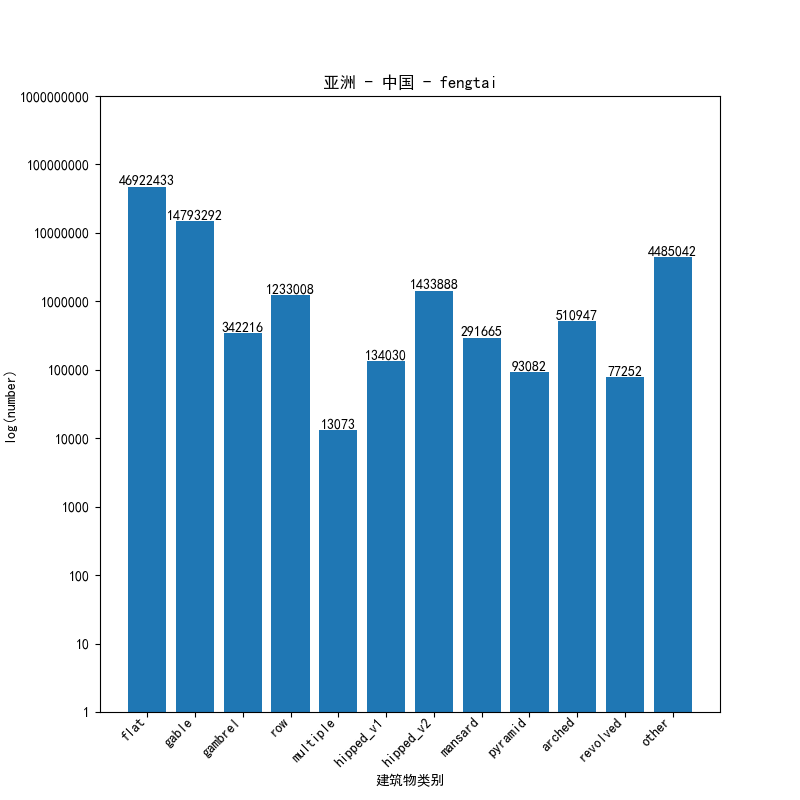 亚洲 - 中国 - fengtai
1000000000
100000000
10000000
1000000
100000
10000
1000
100
10
1
log(number)
46922433
14793292
342216
1233008
13073
134030
1433888
291665
93082
510947
77252
4485042
flat
gable
gambrel
row
multiple
hipped_v1
hipped_v2
mansard
pyramid
arched
revolved
other
建筑物类别